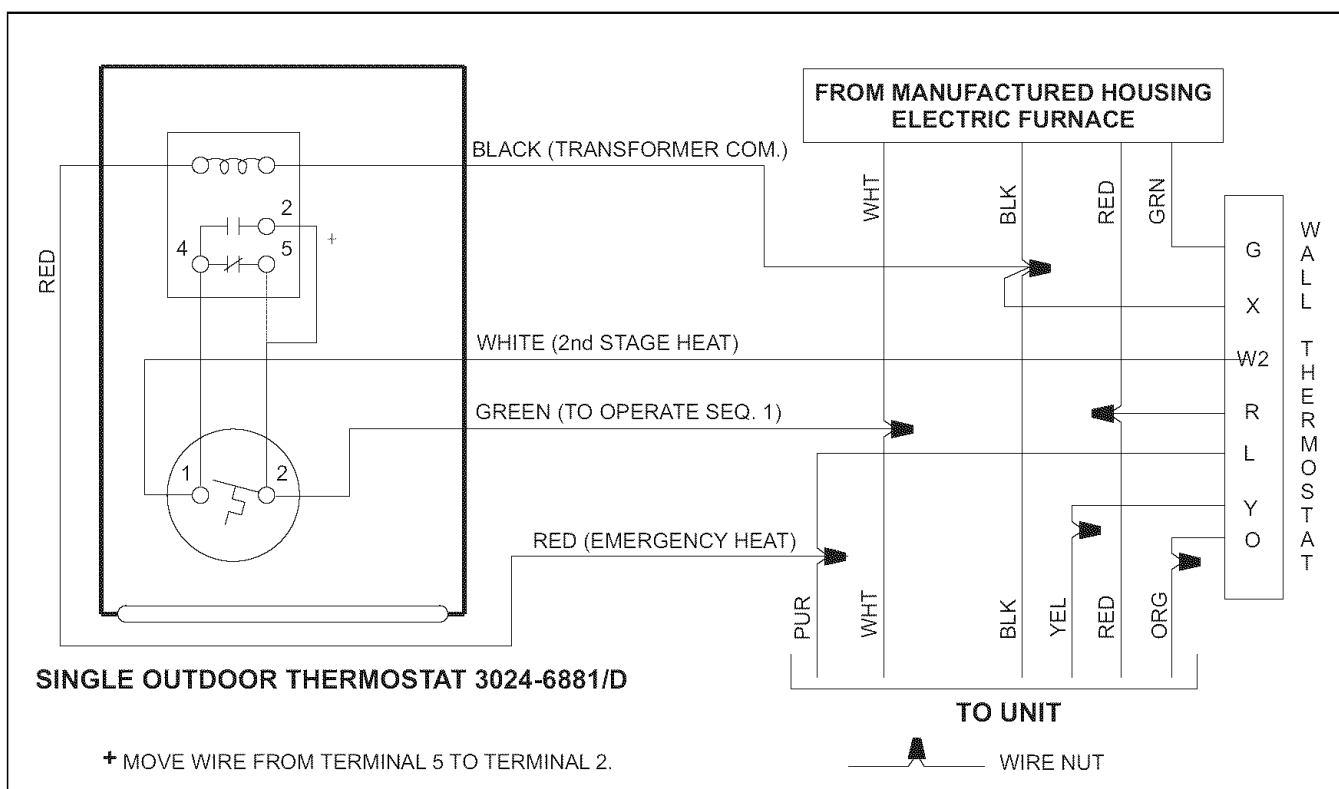 FROM MANUFACTURED HOUSING
ELECTRIC FURNACE
BLACK (TRANSFORMER COM.)
WHT
BLK
RED
GRN
2
+
4
5
RED
G
X
W2
R
L
Y
O
WALL THERMOSTAT
WHITE (2nd STAGE HEAT)
GREEN (TO OPERATE SEQ. 1)
1
2
RED (EMERGENCY HEAT)
PUR
WHT
BLK
YEL
RED
ORG
SINGLE OUTDOOR THERMOSTAT 3024-6881/D
TO UNIT
+ MOVE WIRE FROM TERMINAL 5 TO TERMINAL 2.
WIRE NUT